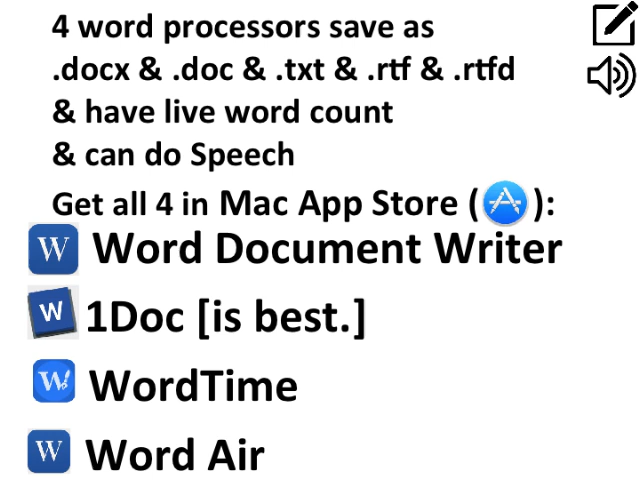 4 word processors save as
.docx & .doc & .txt & .rtf & .rtfd
& have live word count
& can do Speech
Get all 4 in Mac App Store ( ):
W Word Document Writer
W 1Doc [is best.]
W WordTime
W Word Air